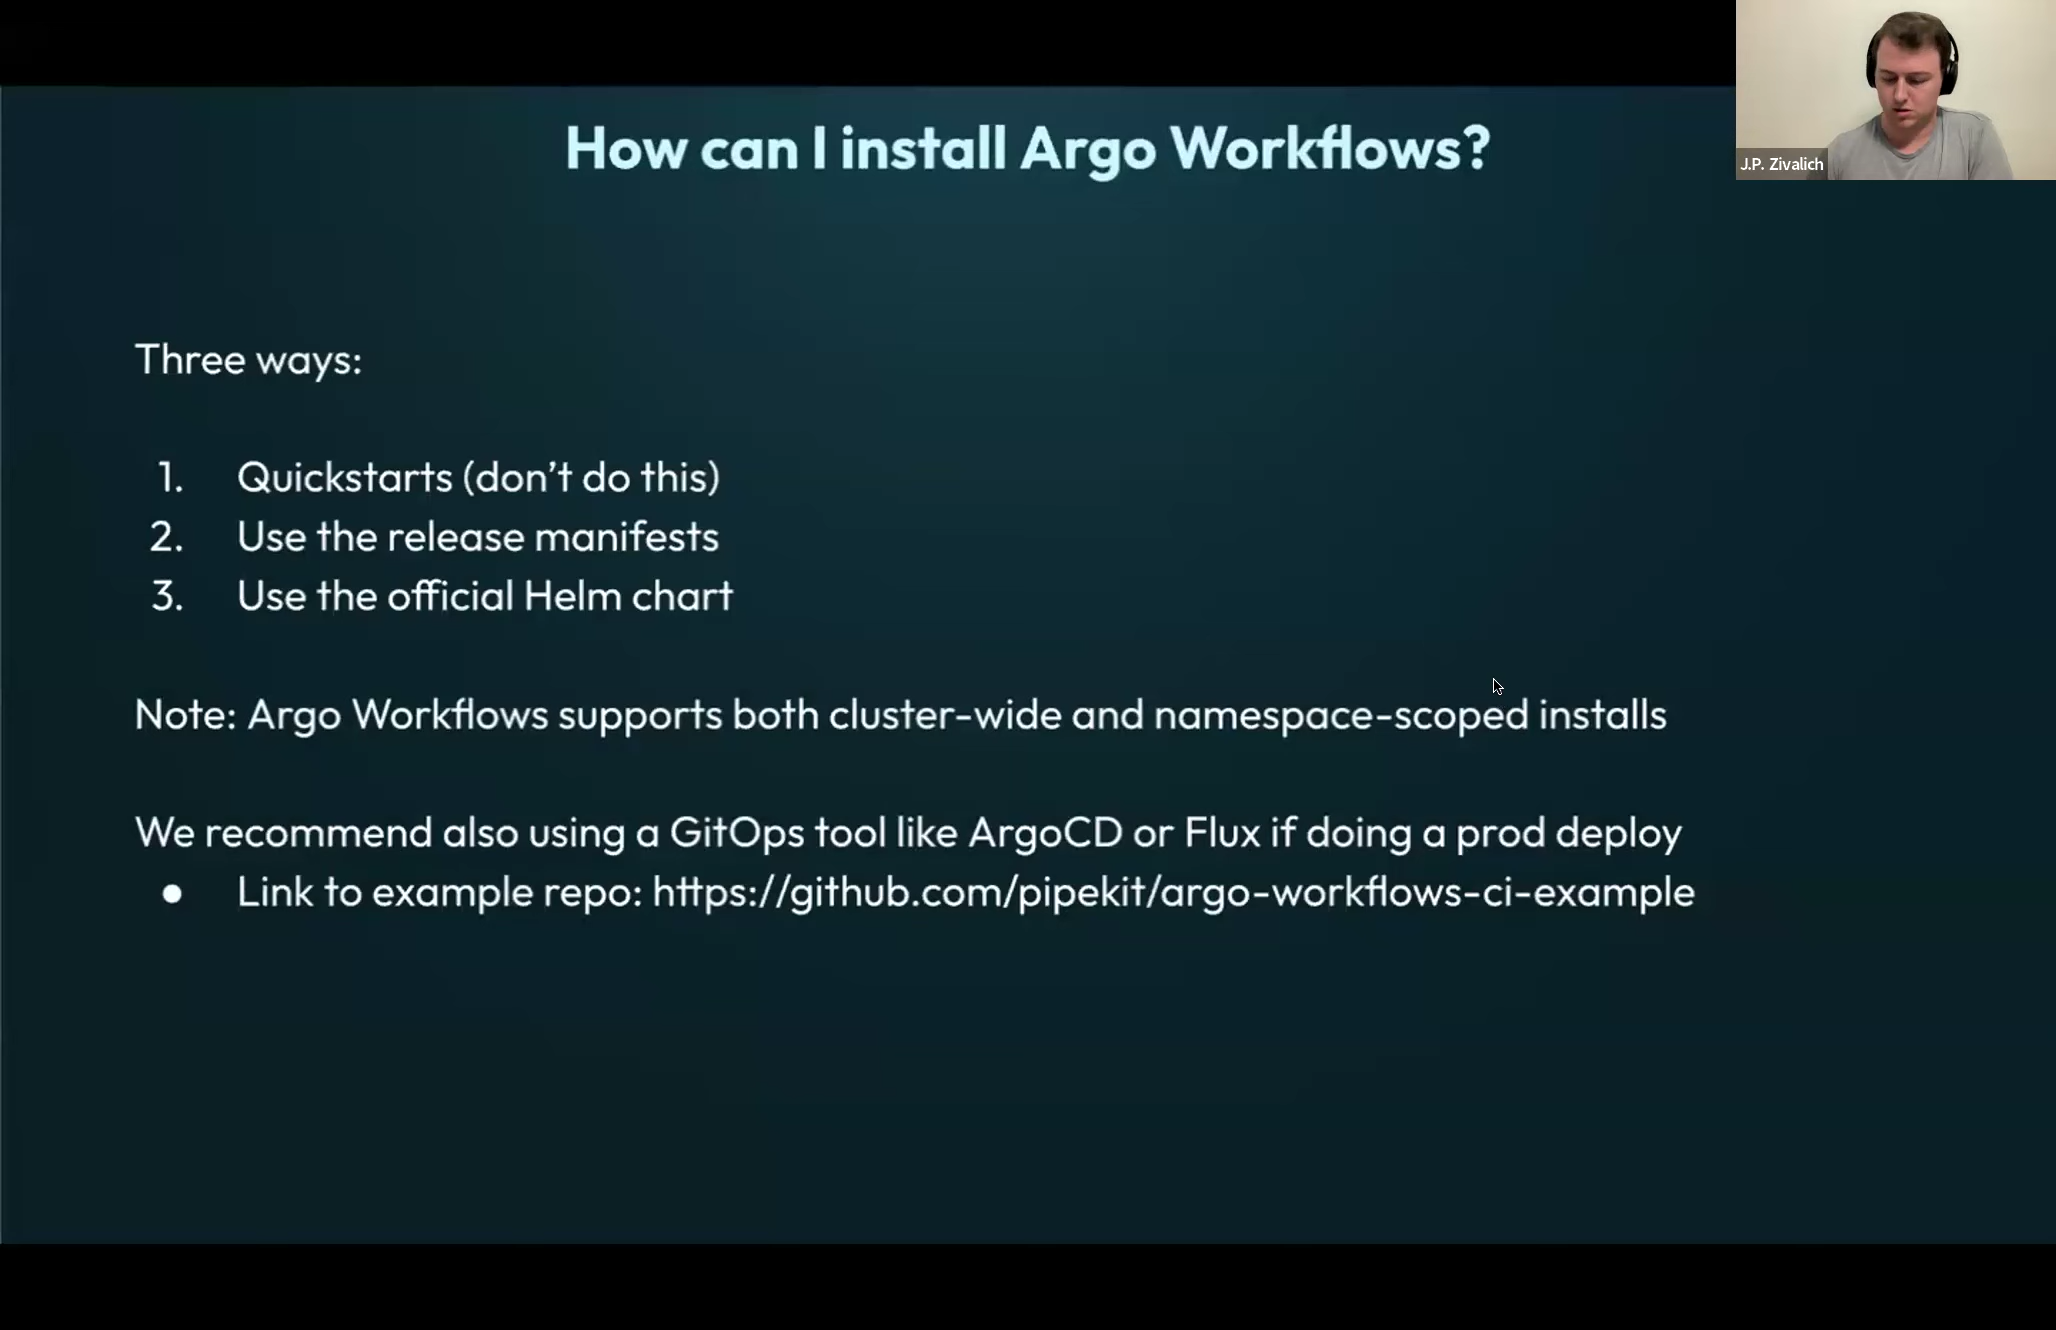 How can I install Argo Workflows?
J.P. Zivalich
Three ways:
1. Quickstarts (don’t do this)
2. Use the release manifests
3. Use the official Helm chart
Note: Argo Workflows supports both cluster-wide and namespace-scoped installs
We recommend also using a GitOps tool like ArgoCD or Flux if doing a prod deploy
● Link to example repo: https://github.com/pipekit/argo-workflows-ci-example